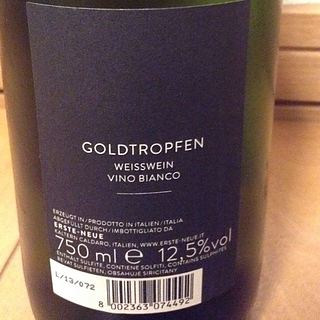 GOLDTROPFEN
WEISSWEIN
VINO BIANCO
ERZEUGT IN / PRODOTTO IN ITALIEN / ITALIA
ABGEFÜLLT DURCH / IMBOTTIGLIATO DA
ERSTE+NEUE
KALTERN CALDARO, ITALIEN, WWW.ERSTE-NEUE.IT
750 ml e 12,5%vol
ENTHÄLT SULFITE, CONTIENE SOLFITI, CONTAINS SULPHITES
BEVAT SULFIETEN, OBSAHUJE SIRICITANY
L/13/072
8 002363 074492